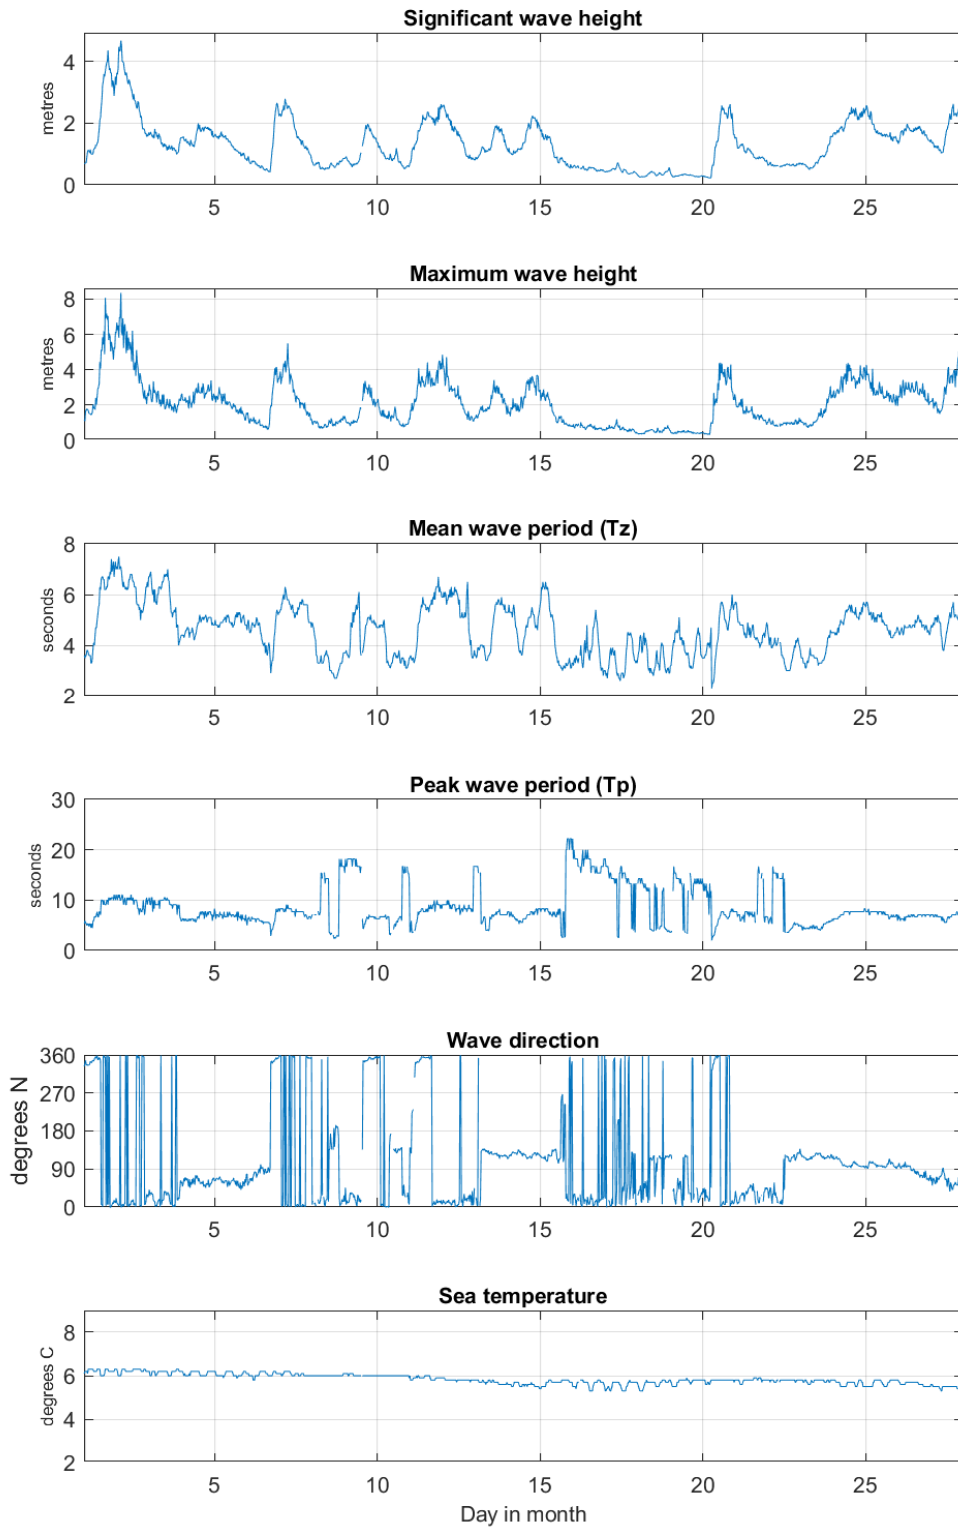 Significant wave height
metres
4
2
0
5 10 15 20 25
Maximum wave height
metres
8
6
4
2
0
5 10 15 20 25
Mean wave period (Tz)
seconds
8
6
4
2
5 10 15 20 25
Peak wave period (Tp)
seconds
30
20
10
0
5 10 15 20 25
Wave direction
degrees N
360
270
180
90
0
5 10 15 20 25
Sea temperature
degrees C
8
6
4
2
5 10 15 20 25
Day in month